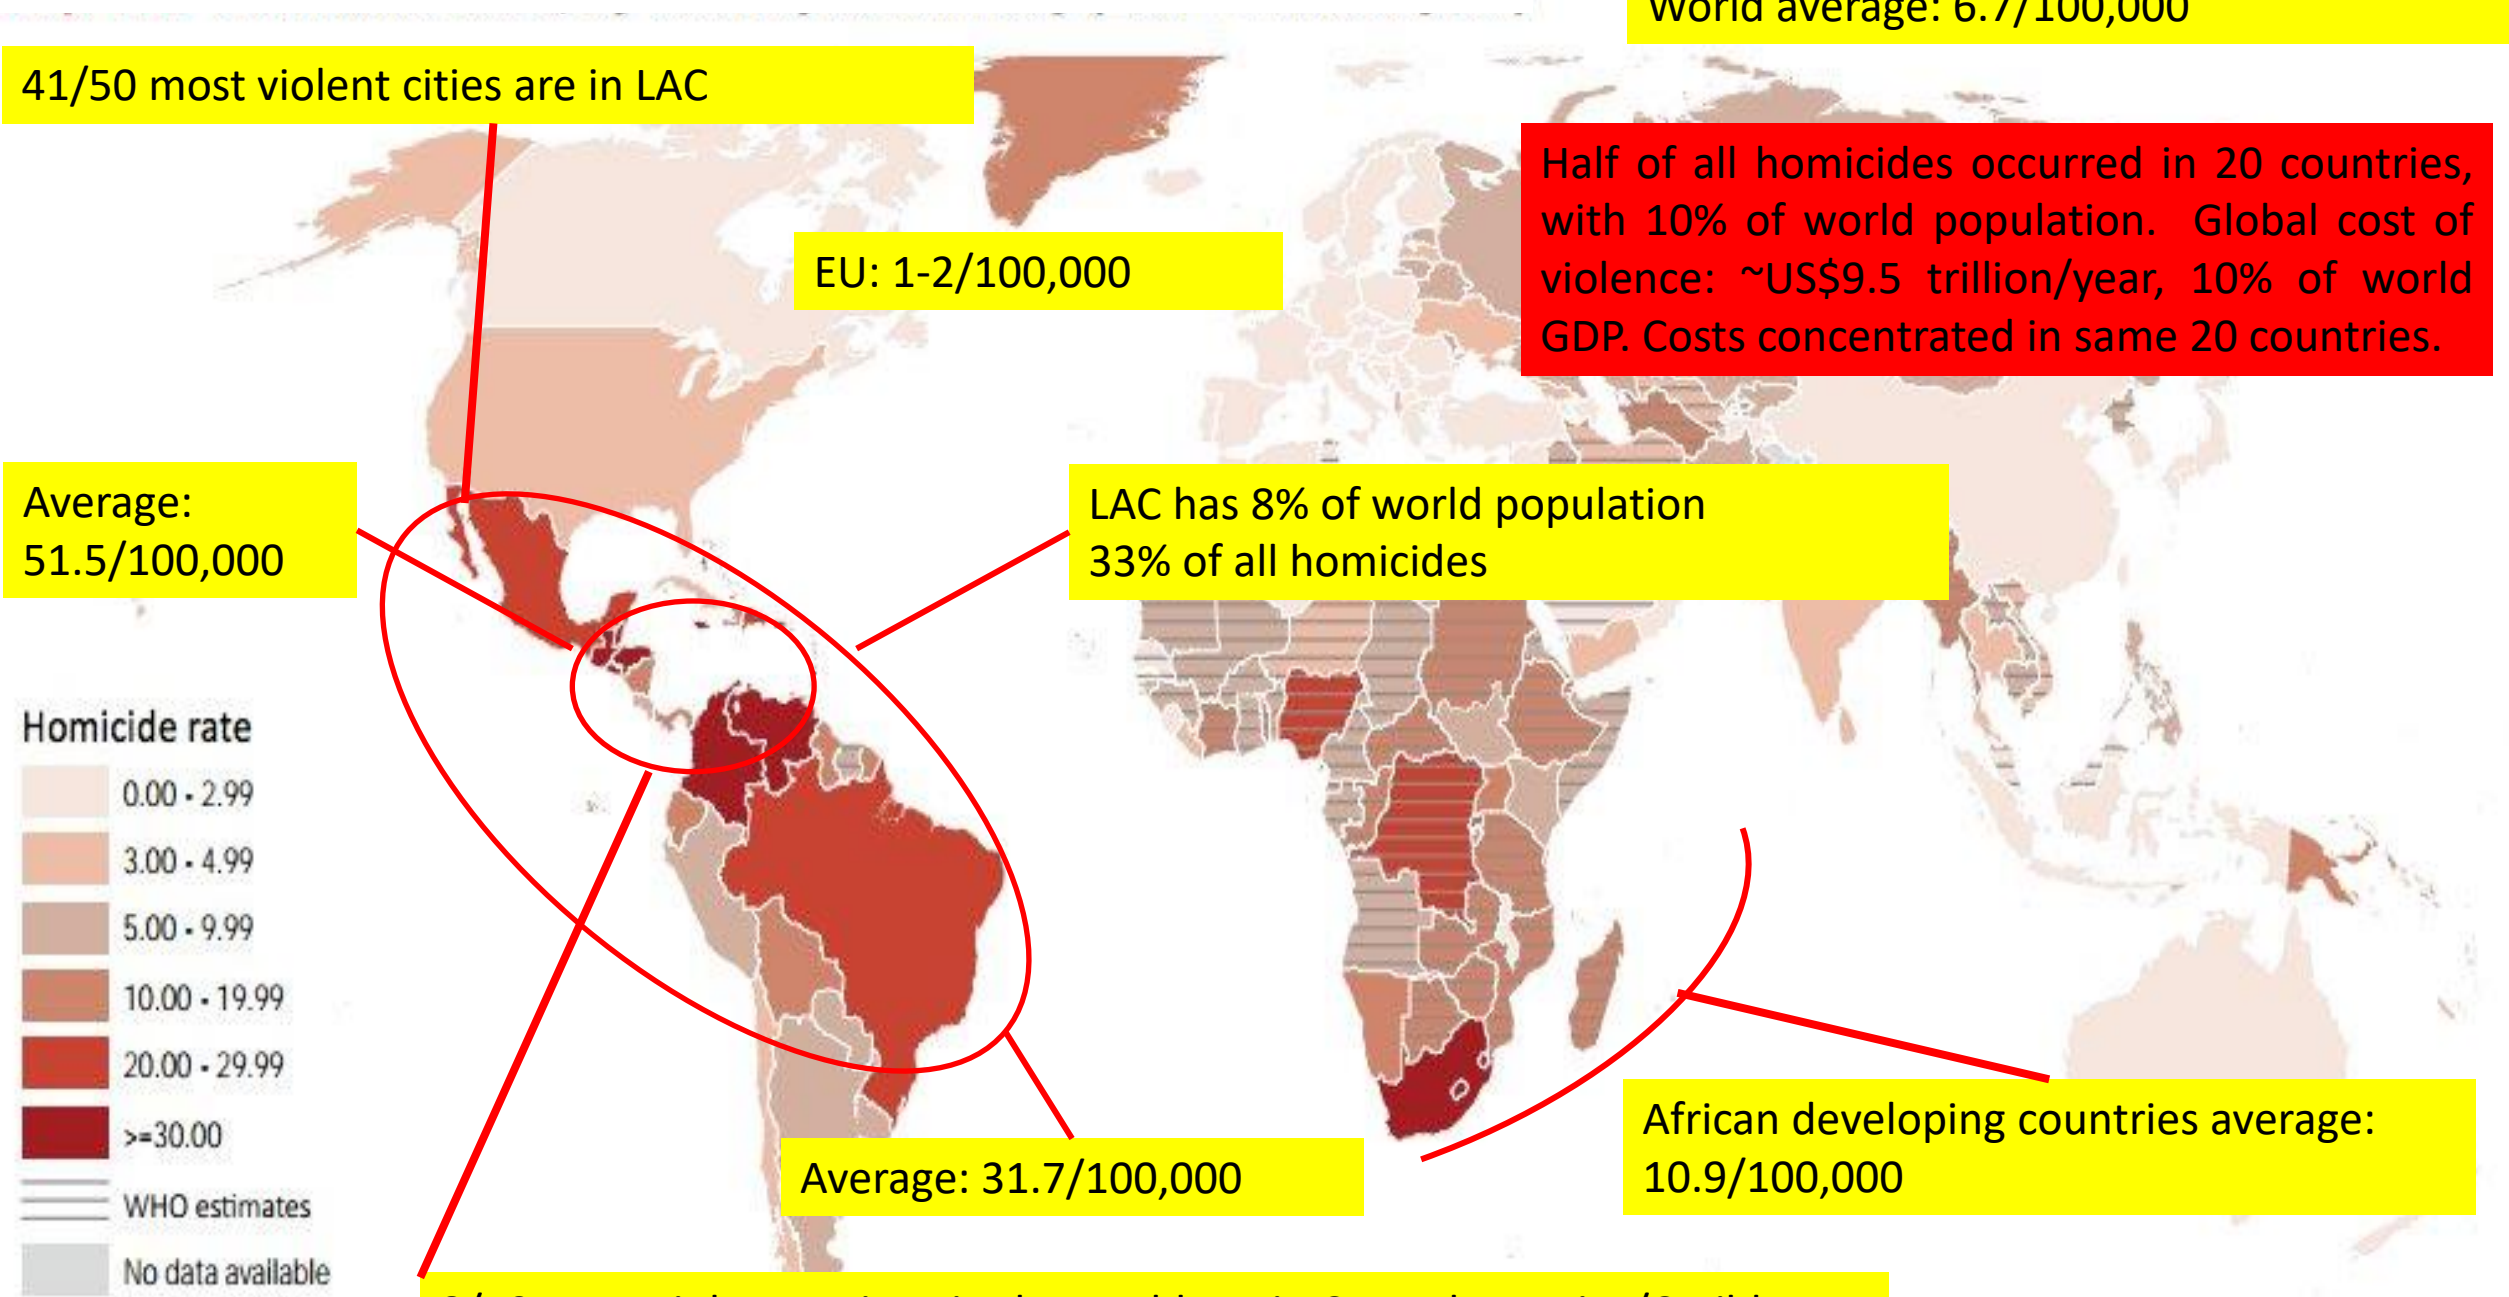 World average: 6.7/100,000
41/50 most violent cities are in LAC
Half of all homicides occurred in 20 countries,
with 10% of world population. Global cost of
violence: ~US$9.5 trillion/year, 10% of world
GDP. Costs concentrated in same 20 countries.
EU: 1-2/100,000
Average:
51.5/100,000
LAC has 8% of world population
33% of all homicides
Homicide rate
0.00 - 2.99
3.00 - 4.99
5.00 - 9.99
10.00 - 19.99
20.00 - 29.99
>=30.00
WHO estimates
No data available
Average: 31.7/100,000
African developing countries average:
10.9/100,000